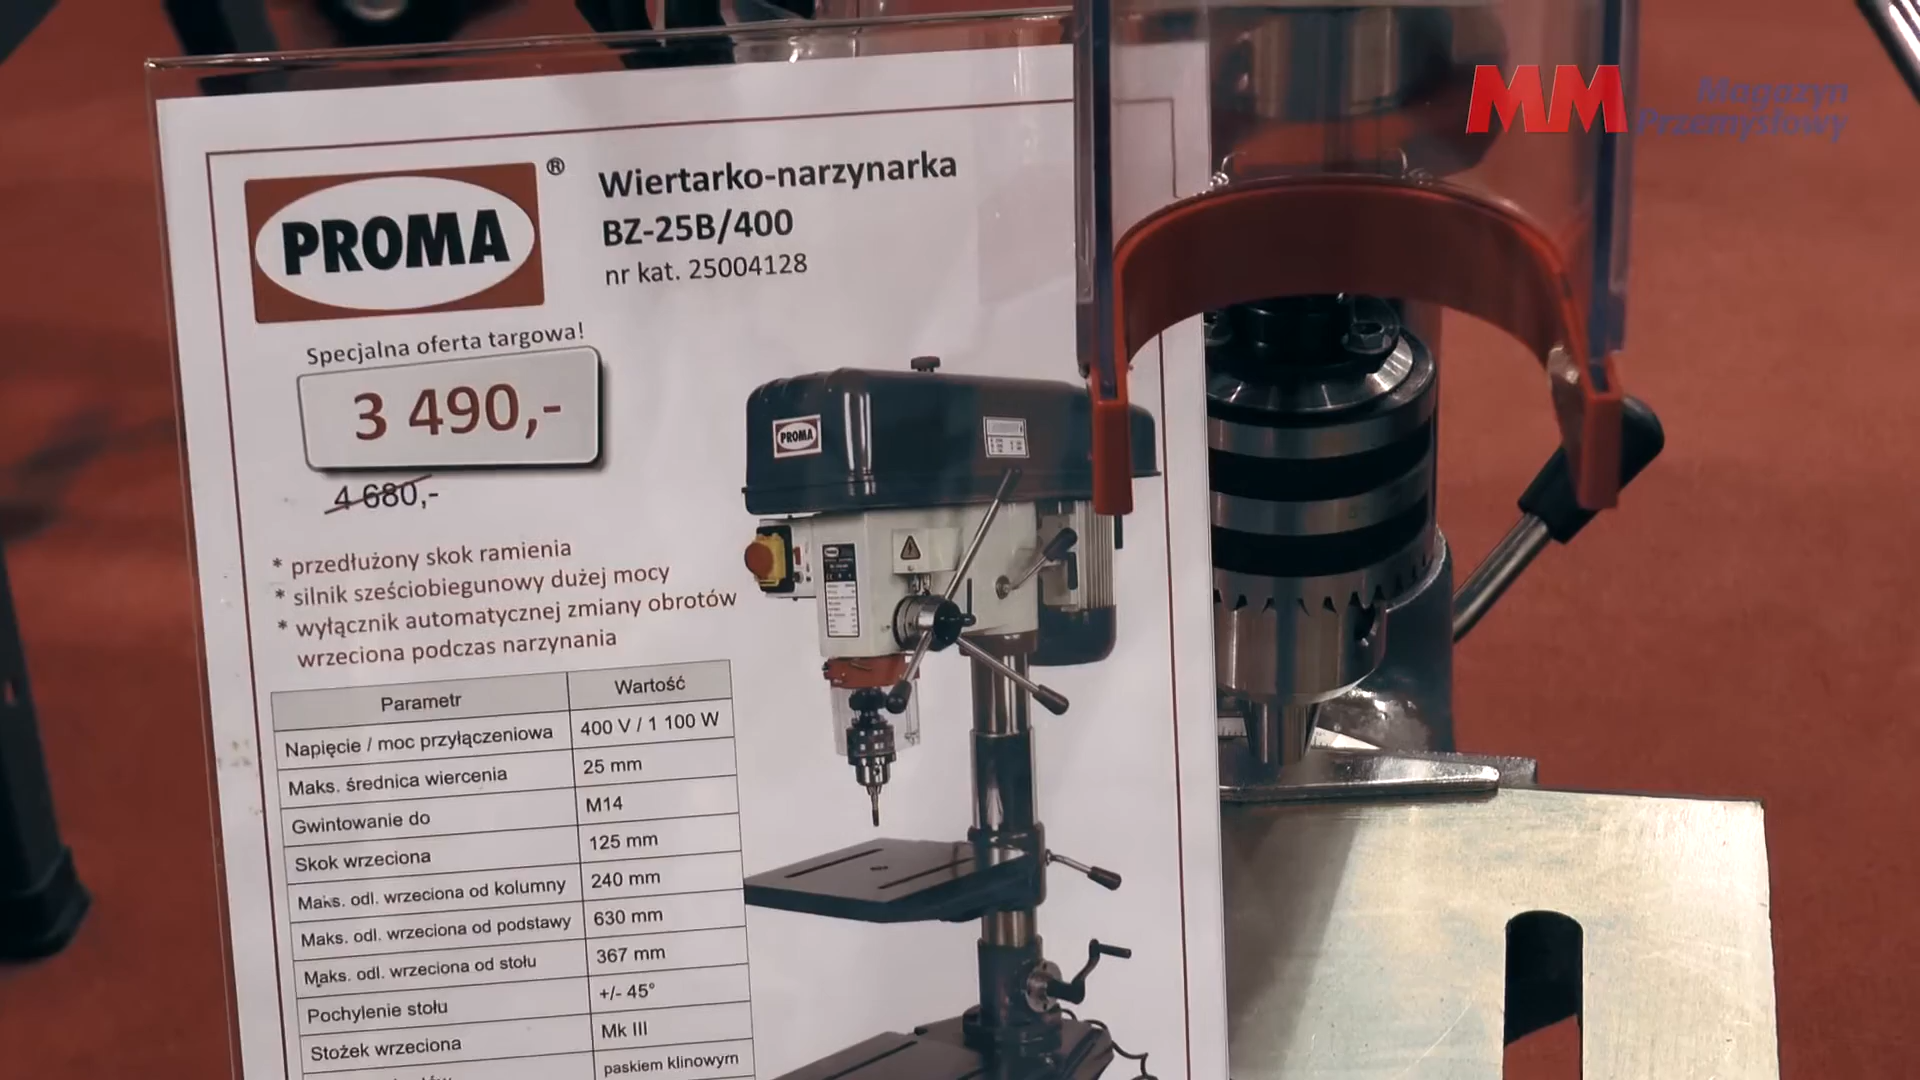 MM Magazyn
Przemysłowy
PROMA ®
Wiertarko-narzynarka
BZ-25B/400
nr kat. 25004128
Specjalna oferta targowa!
3 490,-
4 680,-
* przedłużony skok ramienia
* silnik sześciobiegunowy dużej mocy
* wyłącznik automatycznej zmiany obrotów
wrzeciona podczas narzynania
Parametr Wartość
Napięcie / moc przyłączeniowa 400 V / 1 100 W
Maks. średnica wiercenia 25 mm
Gwintowanie do M14
Skok wrzeciona 125 mm
Maks. odl. wrzeciona od kolumny 240 mm
Maks. odl. wrzeciona od podstawy 630 mm
Maks. odl. wrzeciona od stołu 367 mm
Pochylenie stołu +/- 45°
Stożek wrzeciona Mk III
paskiem klinowym
PROMA